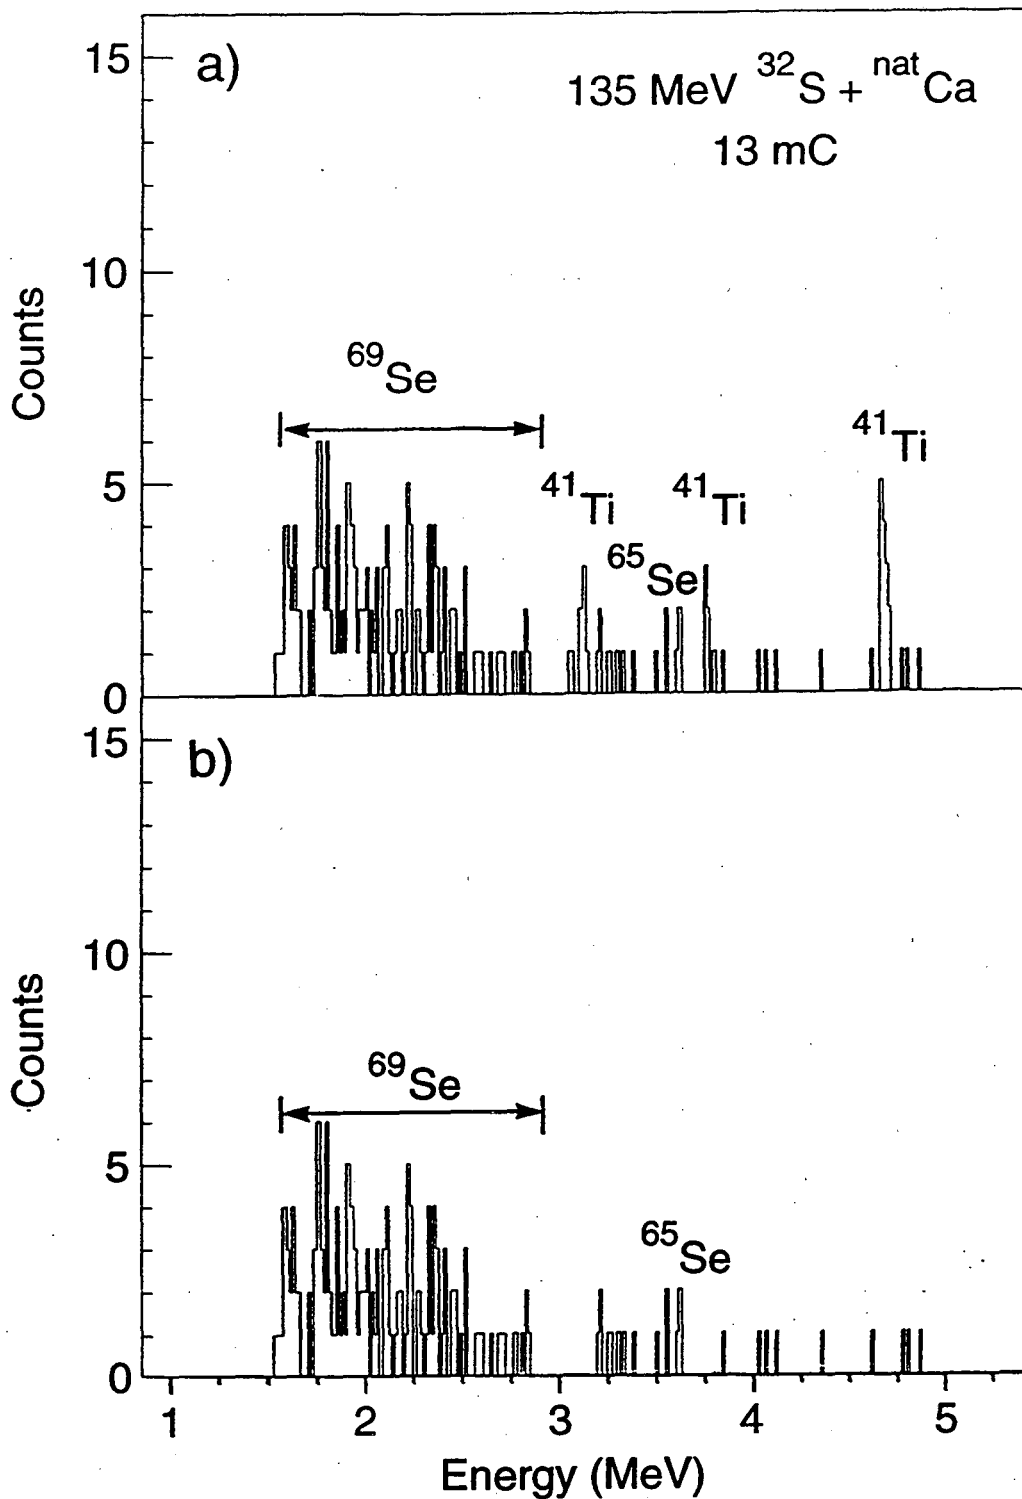 a)
135 MeV ³²S + ⁿᵃᵗCa
13 mC
15
10
5
0
Counts
⁶⁹Se
⁴¹Ti
⁴¹Ti
⁴¹Ti
⁶⁵Se
b)
15
10
5
0
Counts
⁶⁹Se
⁶⁵Se
1 2 3 4 5
Energy (MeV)